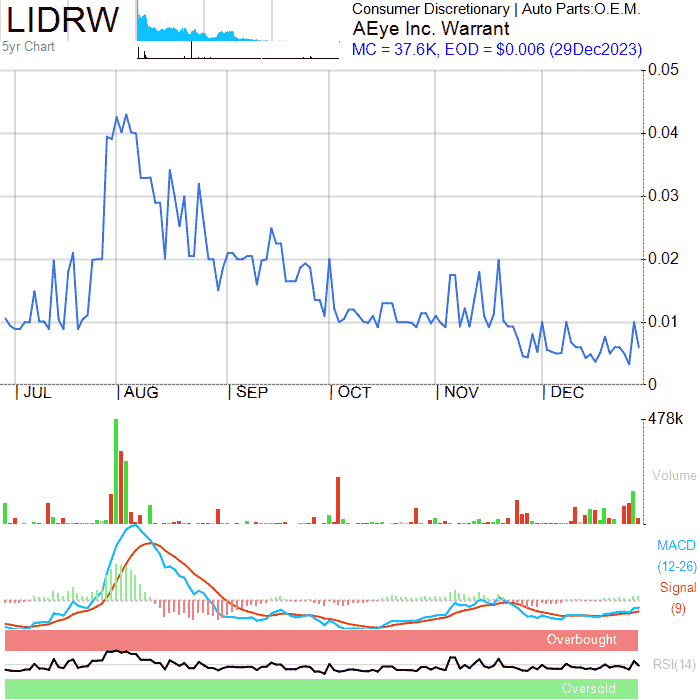 LIDRW
5yr Chart
Consumer Discretionary | Auto Parts:O.E.M.
AEye Inc. Warrant
MC = 37.6K, EOD = $0.006 (29Dec2023)
0.05
0.04
0.03
0.02
0.01
0
| JUL | AUG | SEP | OCT | NOV | DEC
478k
Volume
MACD
(12-26)
Signal
(9)
Overbought
RSI(14)
Oversold